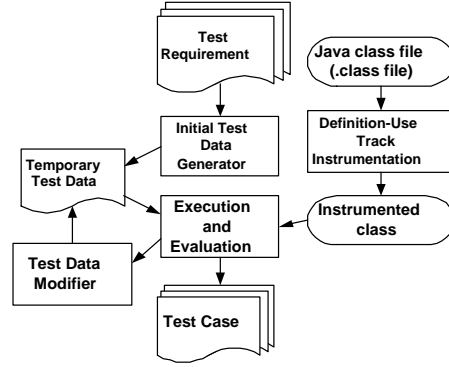 Test
Requirement
Java class file
(.class file)
Initial Test
Data
Generator
Definition-Use
Track
Instrumentation
Temporary
Test Data
Execution
and
Evaluation
Instrumented
class
Test Data
Modifier
Test Case